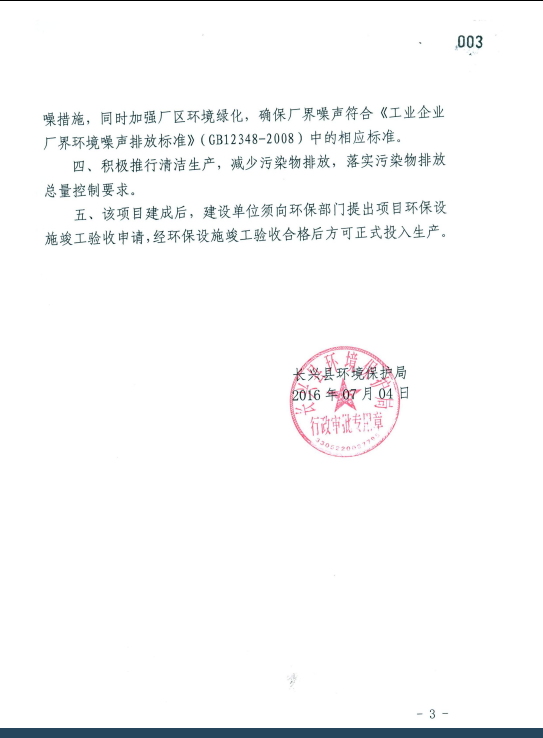 003
噪措施，同时加强厂区环境绿化，确保厂界噪声符合《工业企业
厂界环境噪声排放标准》（GB12348-2008）中的相应标准。
四、积极推行清洁生产，减少污染物排放，落实污染物排放
总量控制要求。
五、该项目建成后，建设单位须向环保部门提出项目环保设
施竣工验收申请，经环保设施竣工验收合格后方可正式投入生产。
长兴县环境保护局
长兴县环境保护局
2016 年 07 月 04 日
行政审批专用章
- 3 -